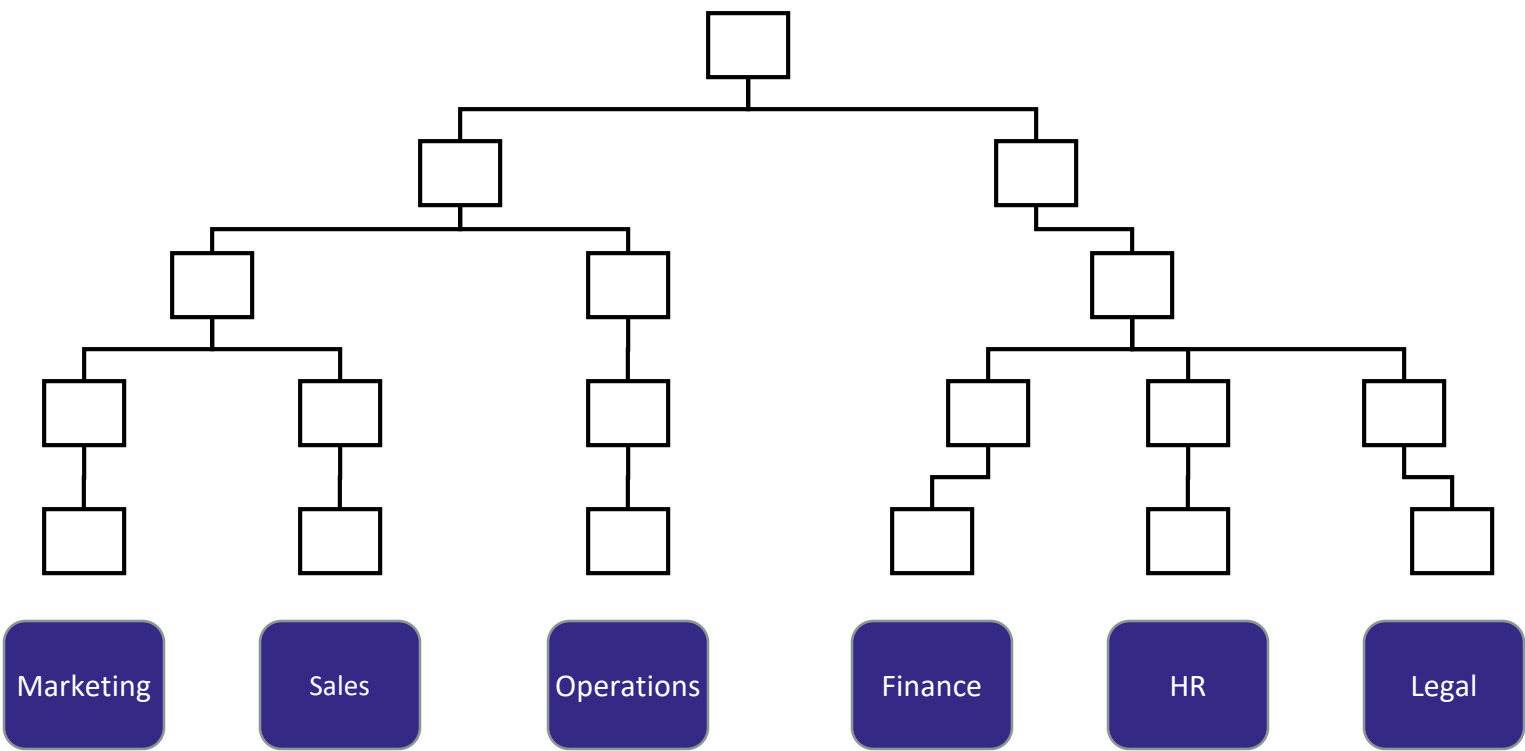 Marketing
Sales
Operations
Finance
HR
Legal